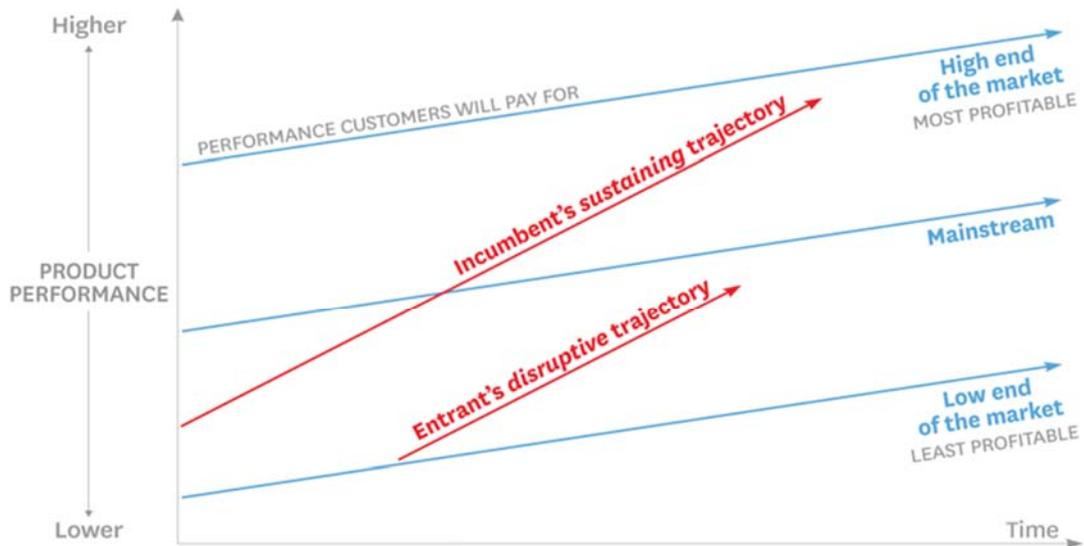 Higher
PERFORMANCE CUSTOMERS WILL PAY FOR
High end
of the market
MOST PROFITABLE
Incumbent's sustaining trajectory
Mainstream
PRODUCT
PERFORMANCE
Entrant's disruptive trajectory
Low end
of the market
LEAST PROFITABLE
Lower
Time